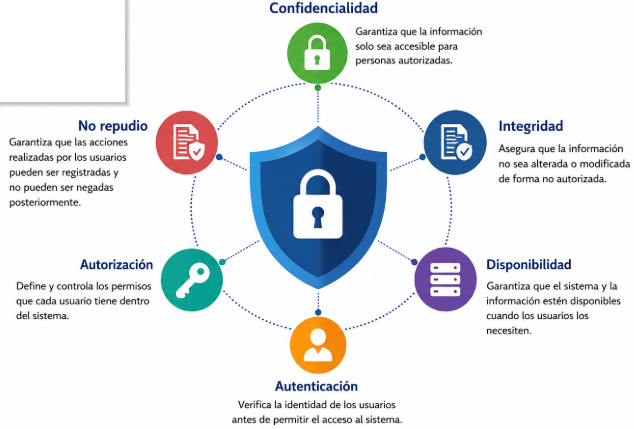 Confidencialidad
Garantiza que la información
solo sea accesible para
personas autorizadas.
No repudio
Garantiza que las acciones
realizadas por los usuarios
pueden ser registradas y
no pueden ser negadas
posteriormente.
Integridad
Asegura que la información
no sea alterada o modificada
de forma no autorizada.
Autorización
Define y controla los permisos
que cada usuario tiene dentro
del sistema.
Disponibilidad
Garantiza que el sistema y la
información estén disponibles
cuando los usuarios los
necesiten.
Autenticación
Verifica la identidad de los usuarios
antes de permitir el acceso al sistema.